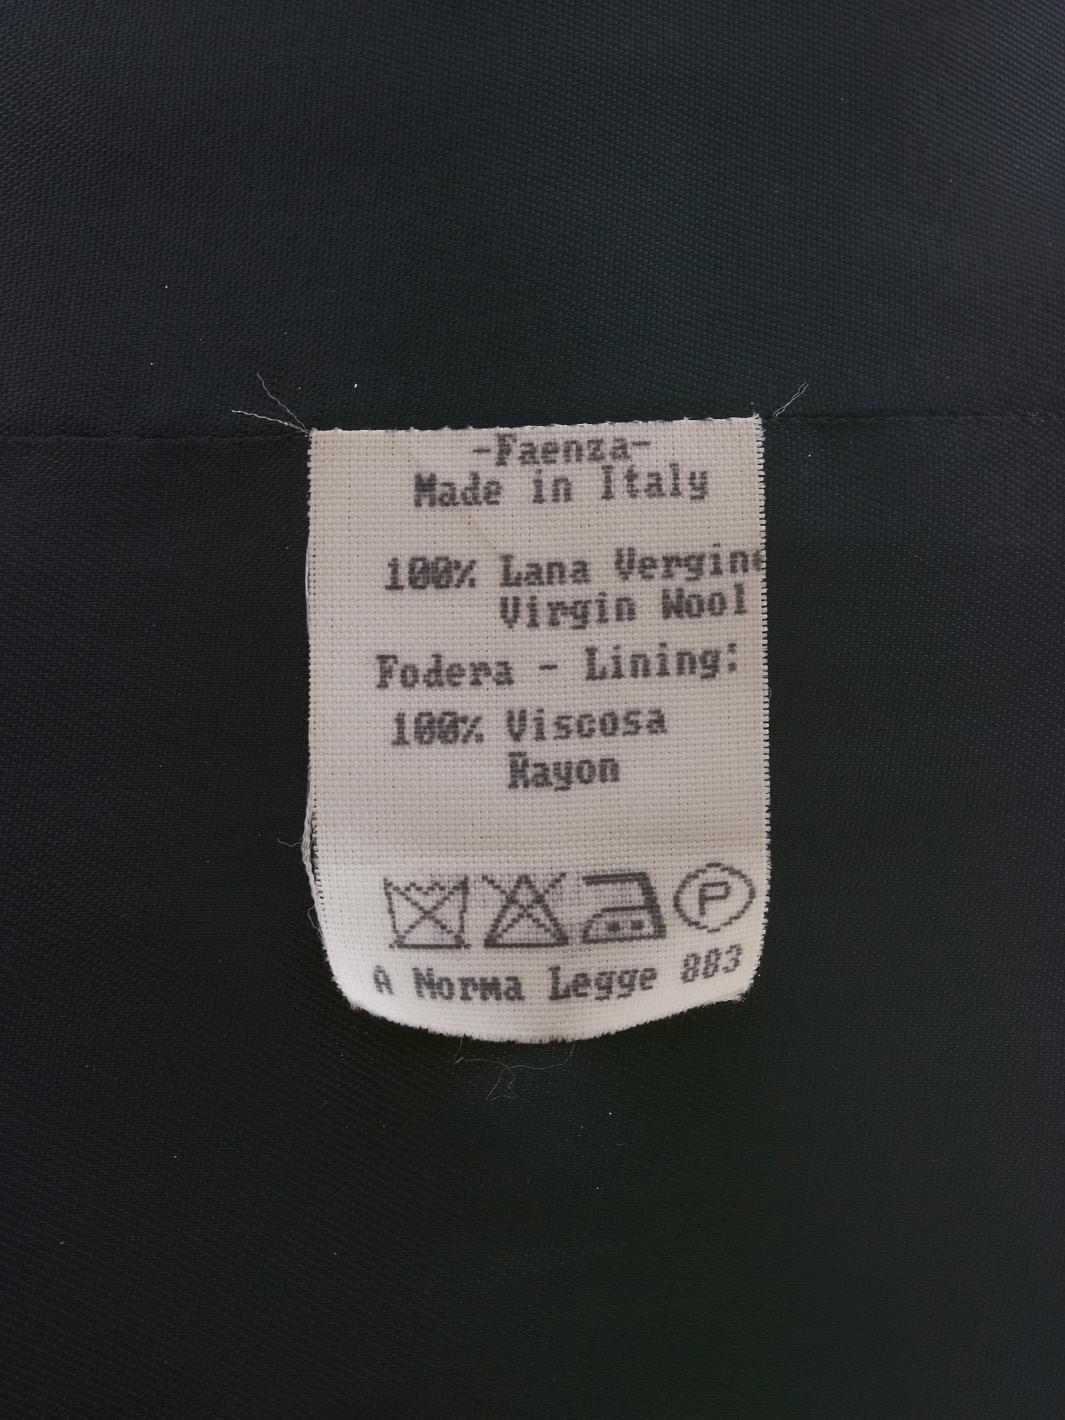 -Faenza-
Made in Italy
100% Lana Vergine
Virgin Wool
Fodera - Lining:
100% Viscosa
Rayon
P
A Norma Legge 883